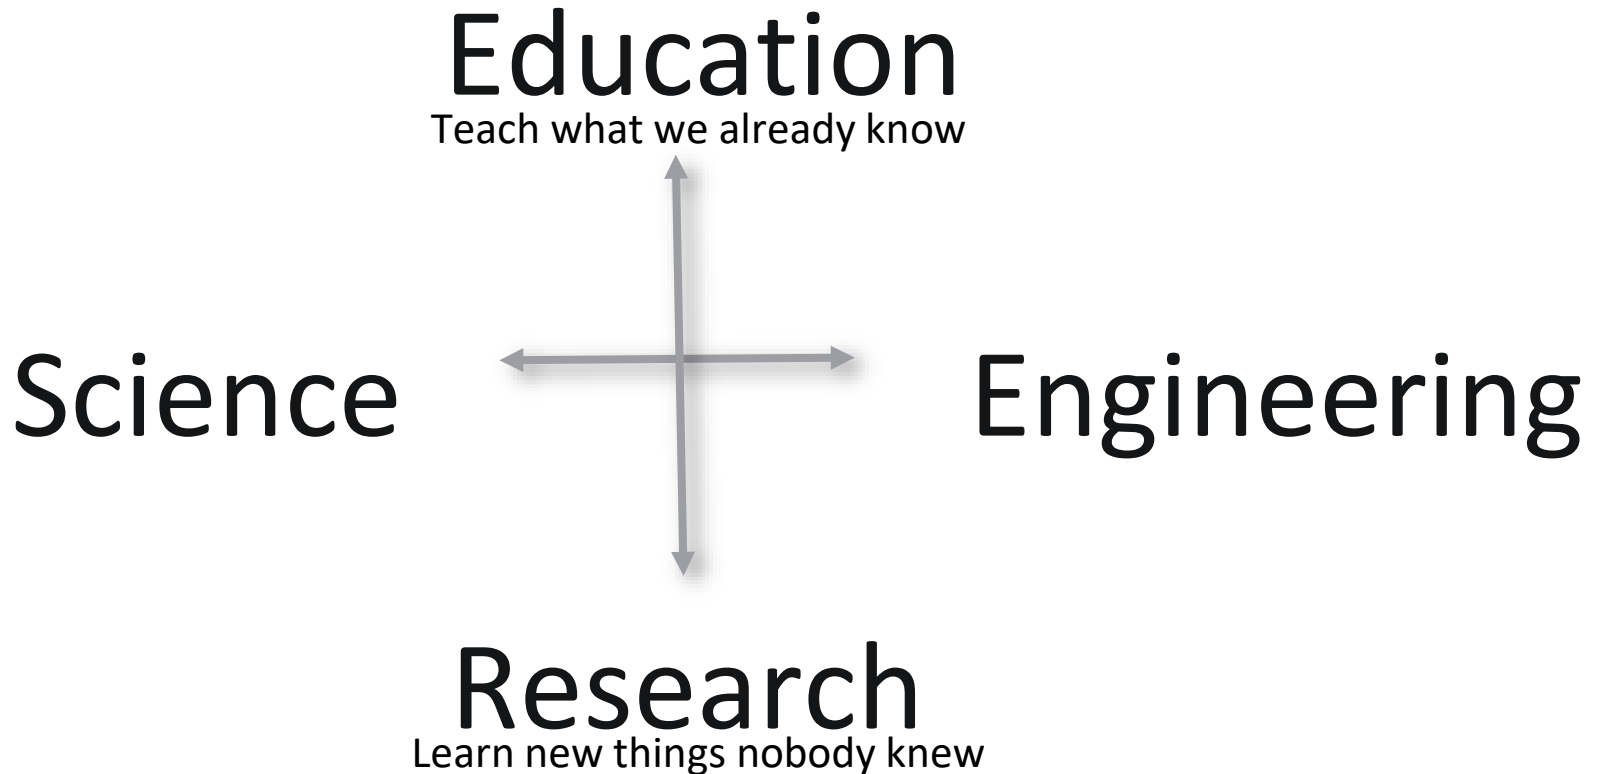 Education
Teach what we already know
Science
Engineering
Research
Learn new things nobody knew